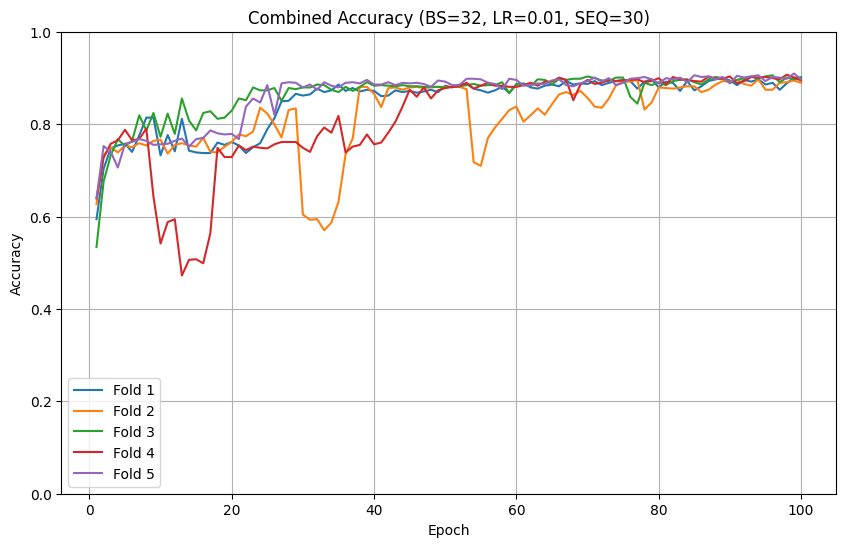 Combined Accuracy (BS=32, LR=0.01, SEQ=30)
1.0
0.8
0.6
0.4
0.2
0.0
Accuracy
Fold 1
Fold 2
Fold 3
Fold 4
Fold 5
0 20 40 60 80 100
Epoch